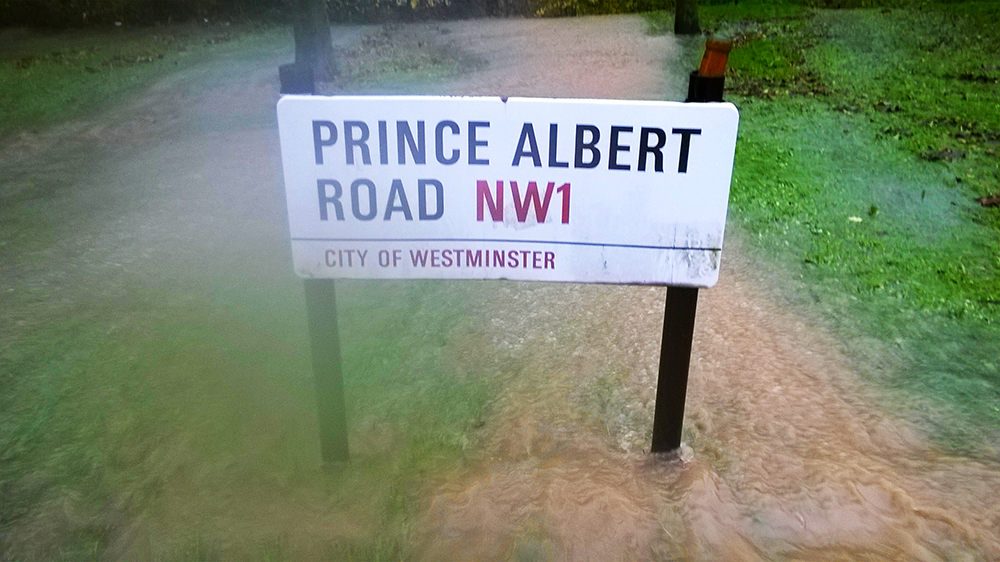 PRINCE ALBERT
ROAD NW1
CITY OF WESTMINSTER